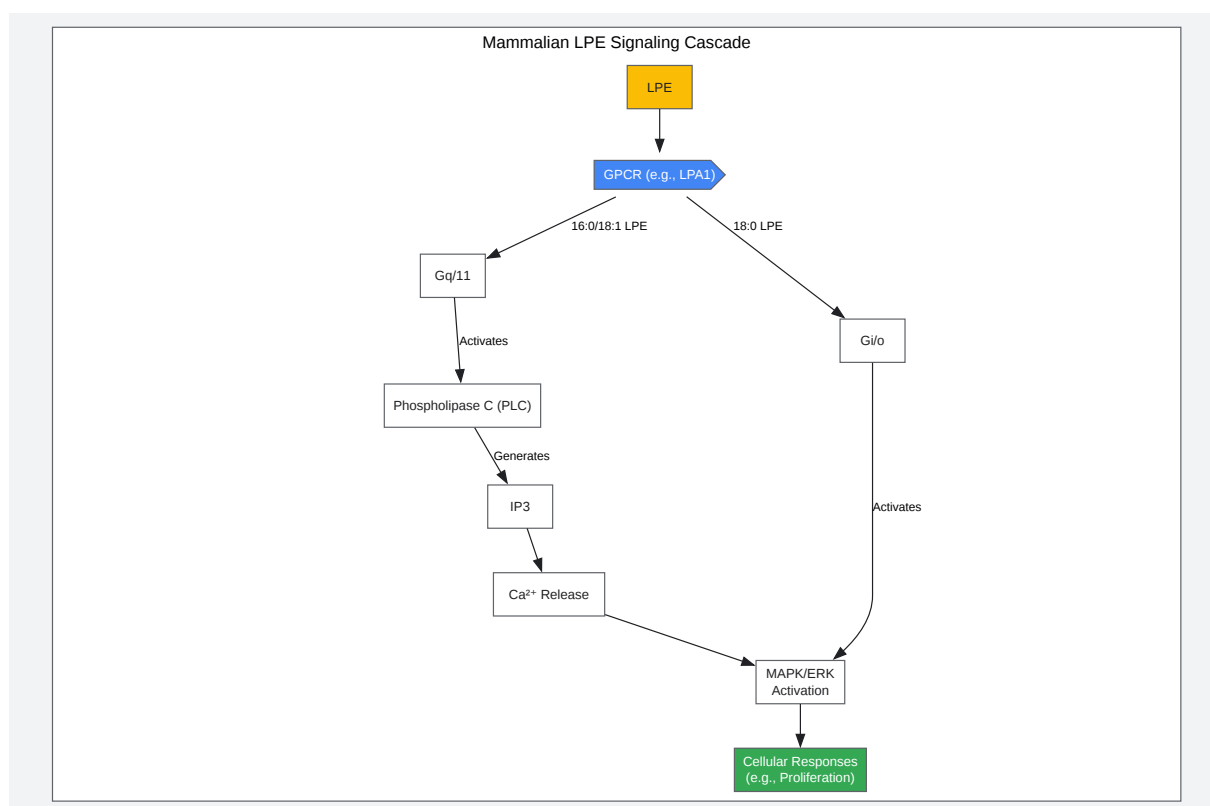 Mammalian LPE Signaling Cascade
LPE
GPCR (e.g., LPA1)
16:0/18:1 LPE
18:0 LPE
Gq/11
Gi/o
Activates
Phospholipase C (PLC)
Generates
IP3
Activates
Ca²⁺ Release
MAPK/ERK
Activation
Cellular Responses
(e.g., Proliferation)